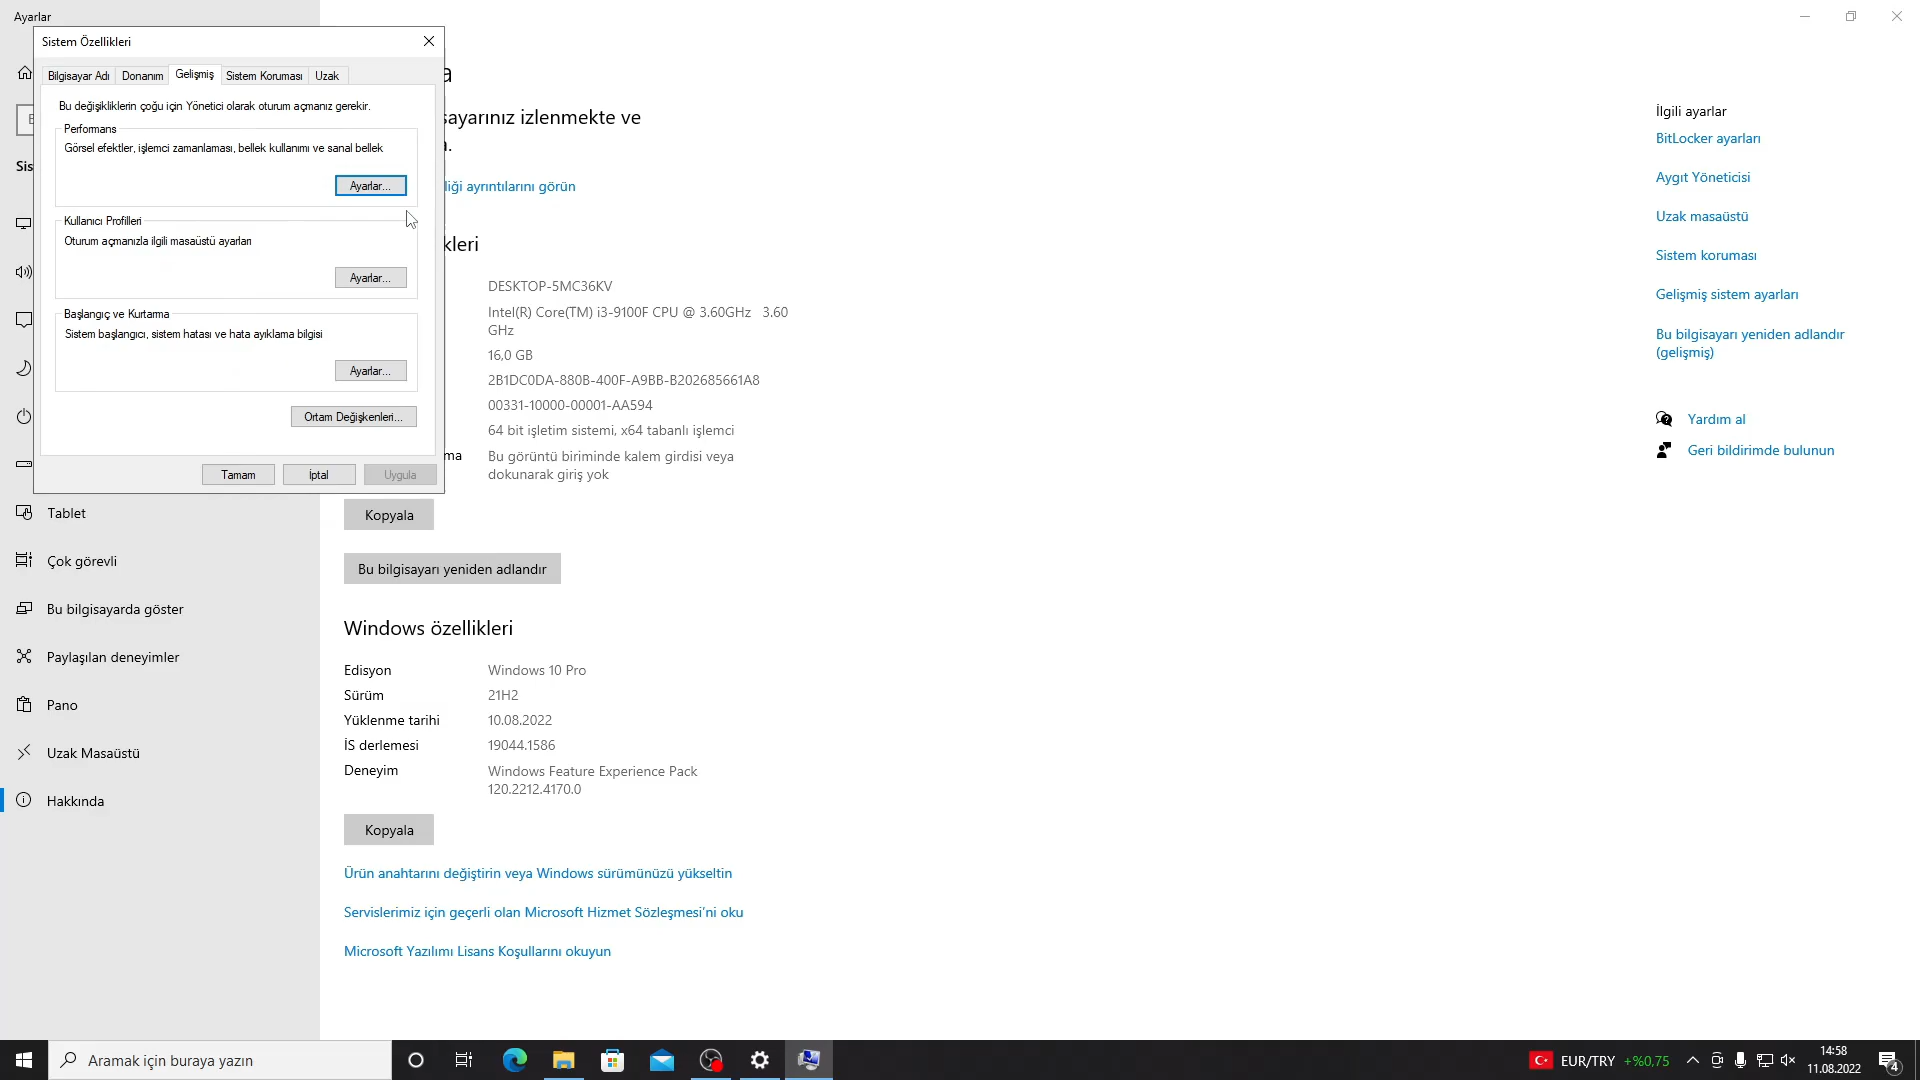 Ayarlar
Sistem Özellikleri
Bilgisayar Adı Donanım Gelişmiş Sistem Koruması Uzak
Bu değişikliklerin çoğu için Yönetici olarak oturum açmanız gerekir.
Performans
Görsel efektler, işlemci zamanlaması, bellek kullanımı ve sanal bellek
Ayarlar...
Kullanıcı Profilleri
Oturum açmanızla ilgili masaüstü ayarları
Ayarlar...
Başlangıç ve Kurtarma
Sistem başlangıcı, sistem hatası ve hata ayıklama bilgisi
Ayarlar...
Ortam Değişkenleri...
Tamam İptal Uygula
Sis
Tablet
Çok görevli
Bu bilgisayarda göster
Paylaşılan deneyimler
Pano
Uzak Masaüstü
Hakkında
a
sayarınız izlenmekte ve
a.
liği ayrıntılarını görün
kleri
DESKTOP-5MC36KV
Intel(R) Core(TM) i3-9100F CPU @ 3.60GHz 3.60
GHz
16,0 GB
2B1DC0DA-880B-400F-A9BB-B202685661A8
00331-10000-00001-AA594
64 bit işletim sistemi, x64 tabanlı işlemci
ma Bu görüntü biriminde kalem girdisi veya
dokunarak giriş yok
Kopyala
Bu bilgisayarı yeniden adlandır
Windows özellikleri
Edisyon Windows 10 Pro
Sürüm 21H2
Yüklenme tarihi 10.08.2022
İS derlemesi 19044.1586
Deneyim Windows Feature Experience Pack
120.2212.4170.0
Kopyala
Ürün anahtarını değiştirin veya Windows sürümünüzü yükseltin
Servislerimiz için geçerli olan Microsoft Hizmet Sözleşmesi'ni oku
Microsoft Yazılımı Lisans Koşullarını okuyun
İlgili ayarlar
BitLocker ayarları
Aygıt Yöneticisi
Uzak masaüstü
Sistem koruması
Gelişmiş sistem ayarları
Bu bilgisayarı yeniden adlandır
(gelişmiş)
Yardım al
Geri bildirimde bulunun
Aramak için buraya yazın
EUR/TRY +%0,75
14:58
11.08.2022
4